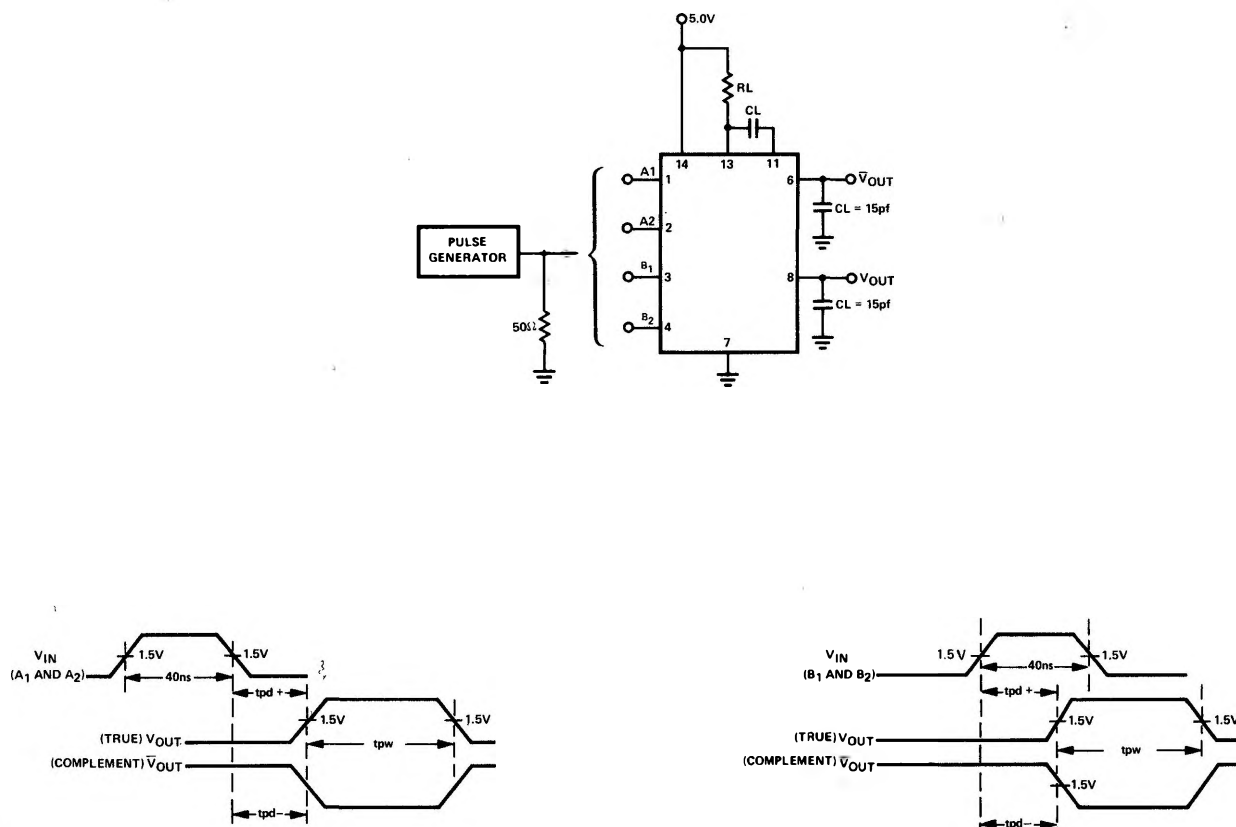 5.0V
RL
CL
14 13 11
A1 1
A2 2
B1 3
B2 4
6 V̅OUT
CL = 15pf
8 VOUT
CL = 15pf
7
PULSE
GENERATOR
50Ω
VIN
(A1 AND A2)
1.5V
1.5V
40ns
tpd +
1.5V
1.5V
(TRUE) VOUT
tpw
(COMPLEMENT) V̅OUT
tpd–
VIN
(B1 AND B2)
1.5V
1.5V
40ns
tpd +
1.5V
1.5V
(TRUE) VOUT
tpw
(COMPLEMENT) V̅OUT
1.5V
tpd–